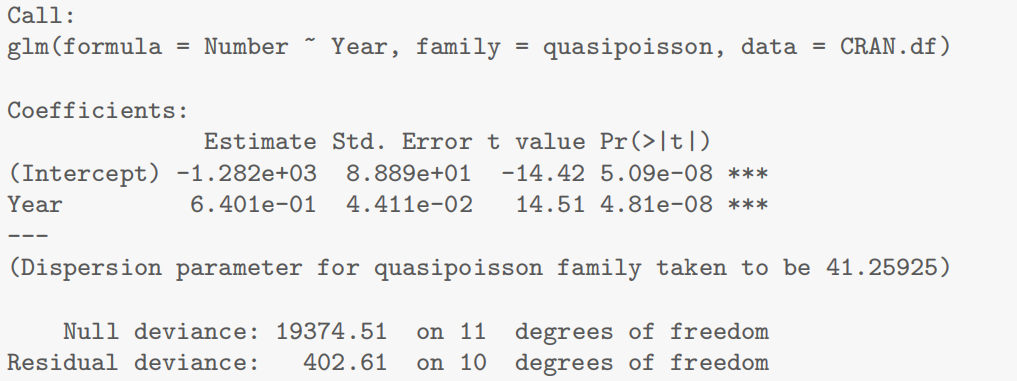 Call:
glm(formula = Number ~ Year, family = quasipoisson, data = CRAN.df)
Coefficients:
Estimate Std. Error t value Pr(>|t|)
(Intercept) -1.282e+03 8.889e+01 -14.42 5.09e-08 ***
Year 6.401e-01 4.411e-02 14.51 4.81e-08 ***
---
(Dispersion parameter for quasipoisson family taken to be 41.25925)
Null deviance: 19374.51 on 11 degrees of freedom
Residual deviance: 402.61 on 10 degrees of freedom